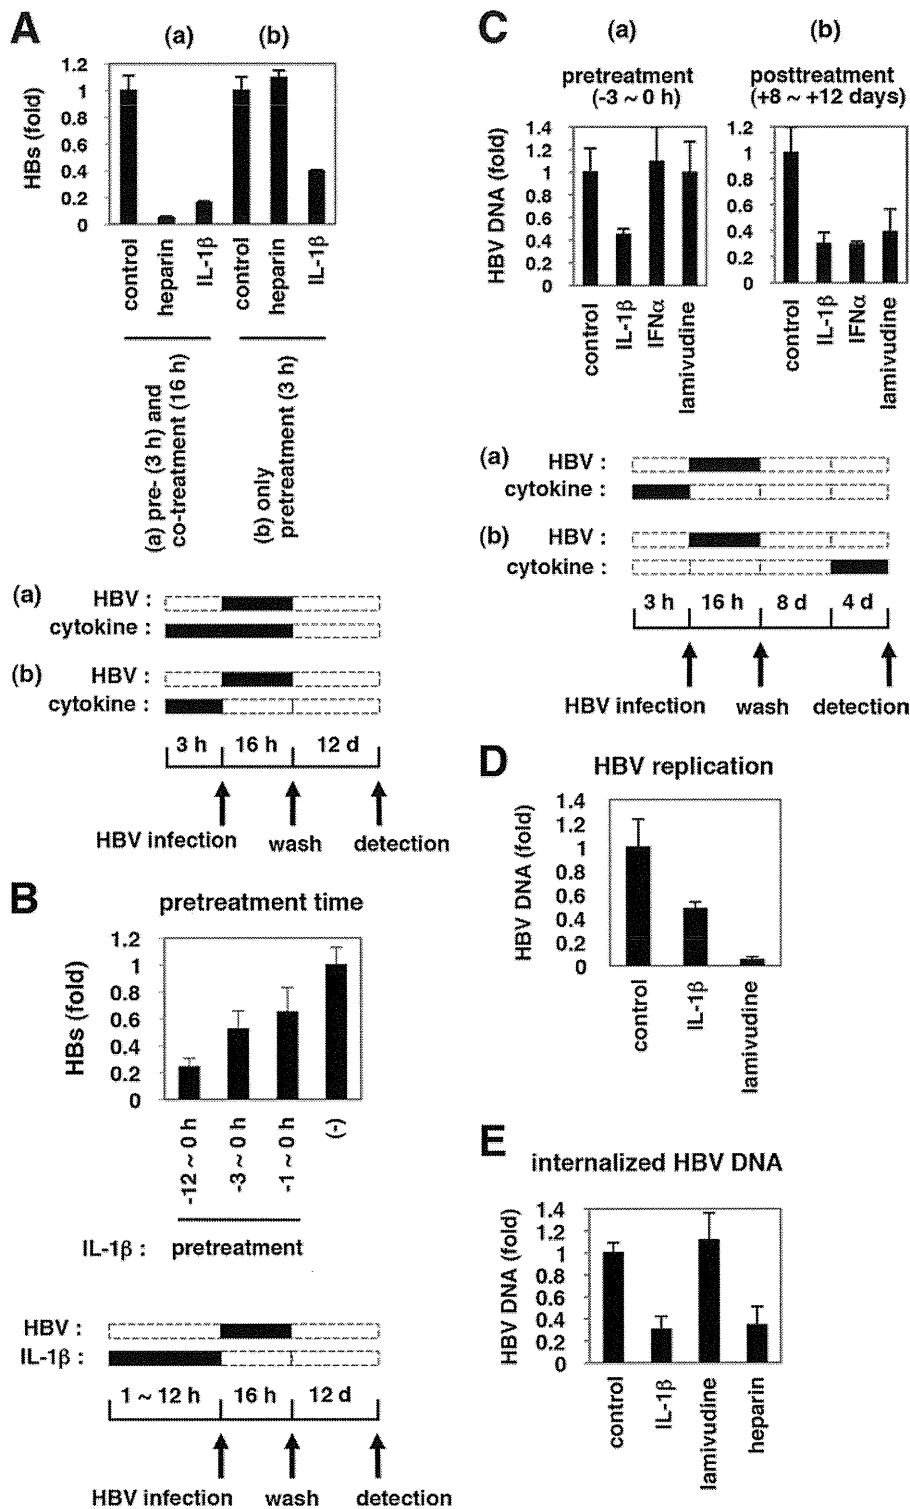 A
(a)
(b)
HBs (fold)
1.2
1
0.8
0.6
0.4
0.2
0
control
heparin
IL-1β
control
heparin
IL-1β
(a) pre- (3 h) and
co-treatment (16 h)
(b) only
pretreatment (3 h)
(a)
HBV :
cytokine :
(b)
HBV :
cytokine :
3 h
16 h
12 d
HBV infection
wash
detection
B
pretreatment time
HBs (fold)
1.2
1
0.8
0.6
0.4
0.2
0
-12 ~ 0 h
-3 ~ 0 h
-1 ~ 0 h
(-)
IL-1β : pretreatment
HBV :
IL-1β :
1 ~ 12 h
16 h
12 d
HBV infection
wash
detection
C
(a)
(b)
pretreatment
(-3 ~ 0 h)
posttreatment
(+8 ~ +12 days)
HBV DNA (fold)
1.4
1.2
1
0.8
0.6
0.4
0.2
0
control
IL-1β
IFNα
lamivudine
1.2
1
0.8
0.6
0.4
0.2
0
control
IL-1β
IFNα
lamivudine
(a)
HBV :
cytokine :
(b)
HBV :
cytokine :
3 h
16 h
8 d
4 d
HBV infection
wash
detection
D
HBV replication
HBV DNA (fold)
1.4
1.2
1
0.8
0.6
0.4
0.2
0
control
IL-1β
lamivudine
E
internalized HBV DNA
HBV DNA (fold)
1.4
1.2
1
0.8
0.6
0.4
0.2
0
control
IL-1β
lamivudine
heparin